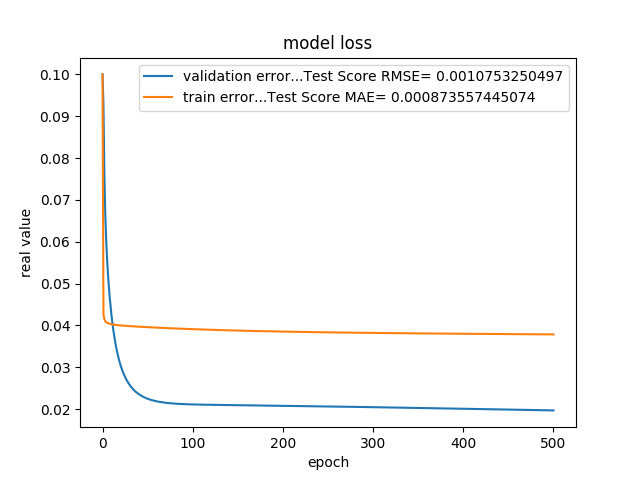 model loss
validation error...Test Score RMSE= 0.0010753250497
train error...Test Score MAE= 0.000873557445074
0.10
0.09
0.08
0.07
0.06
0.05
0.04
0.03
0.02
real value
0 100 200 300 400 500
epoch